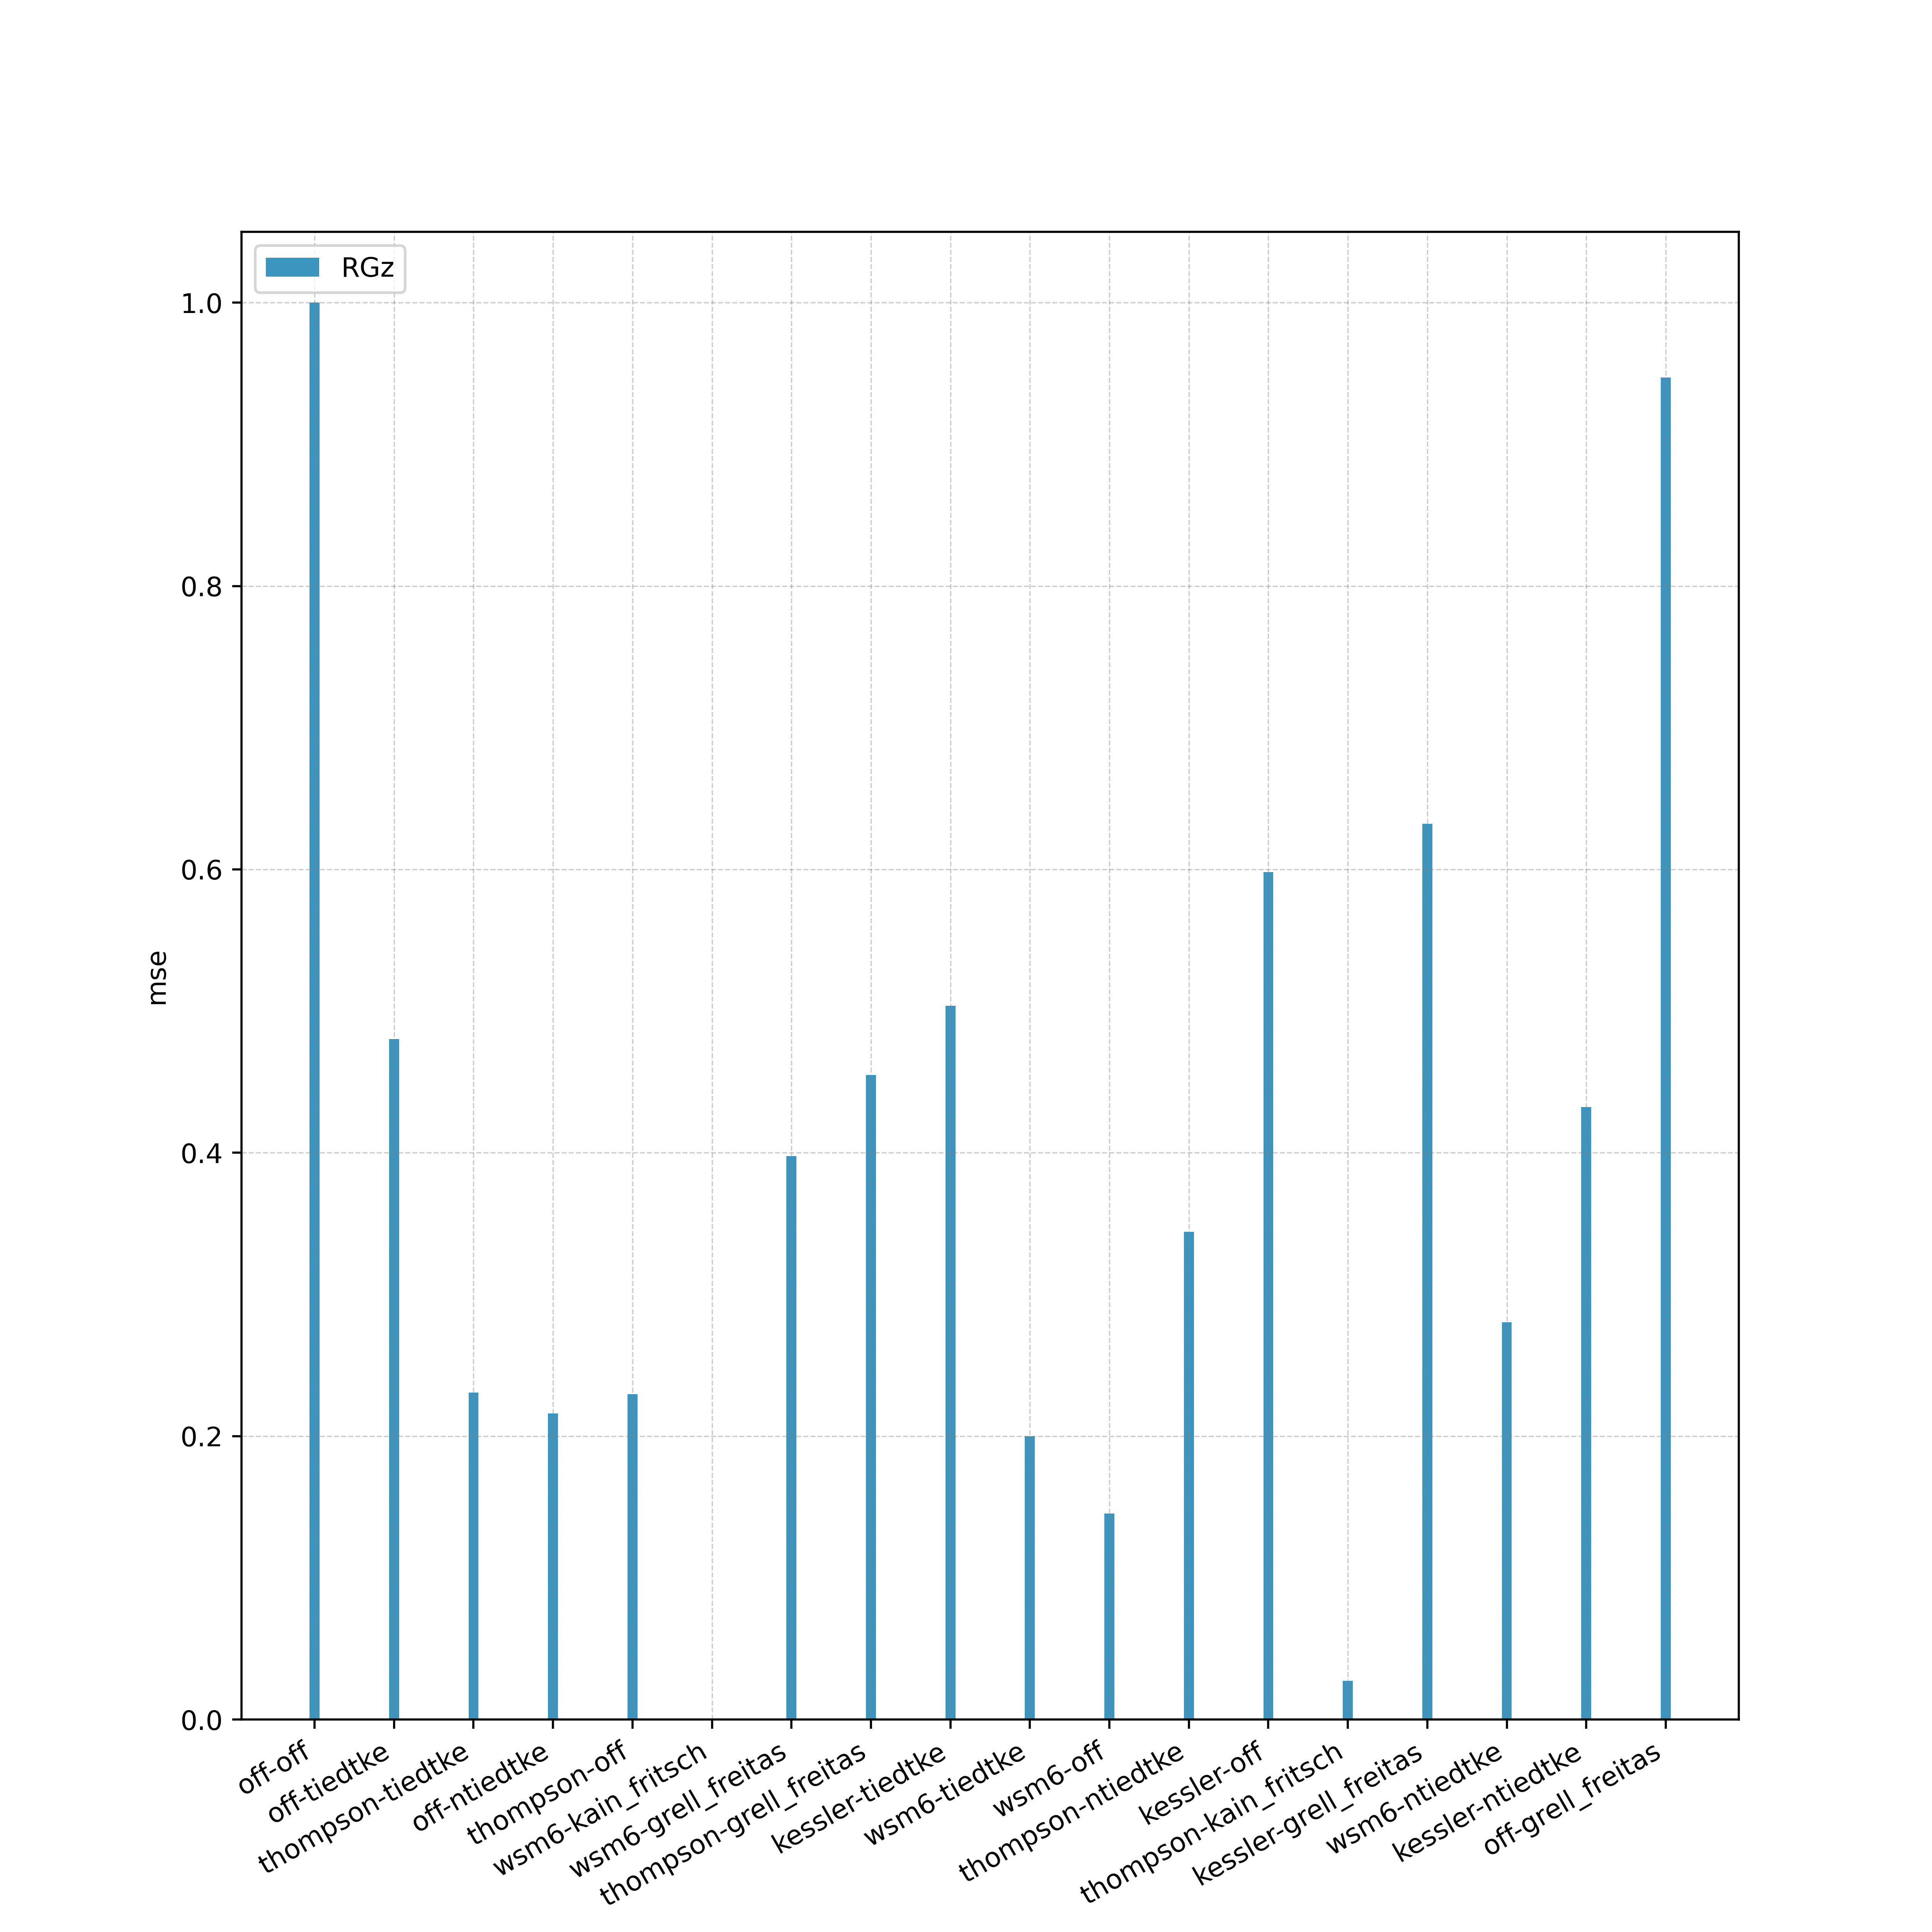 RGz
1.0
0.8
0.6
0.4
0.2
0.0
mse
off-off
off-tiedtke
thompson-tiedtke
off-ntiedtke
thompson-off
wsm6-kain_fritsch
wsm6-grell_freitas
thompson-grell_freitas
kessler-tiedtke
wsm6-tiedtke
wsm6-off
thompson-ntiedtke
kessler-off
thompson-kain_fritsch
kessler-grell_freitas
wsm6-ntiedtke
kessler-ntiedtke
off-grell_freitas